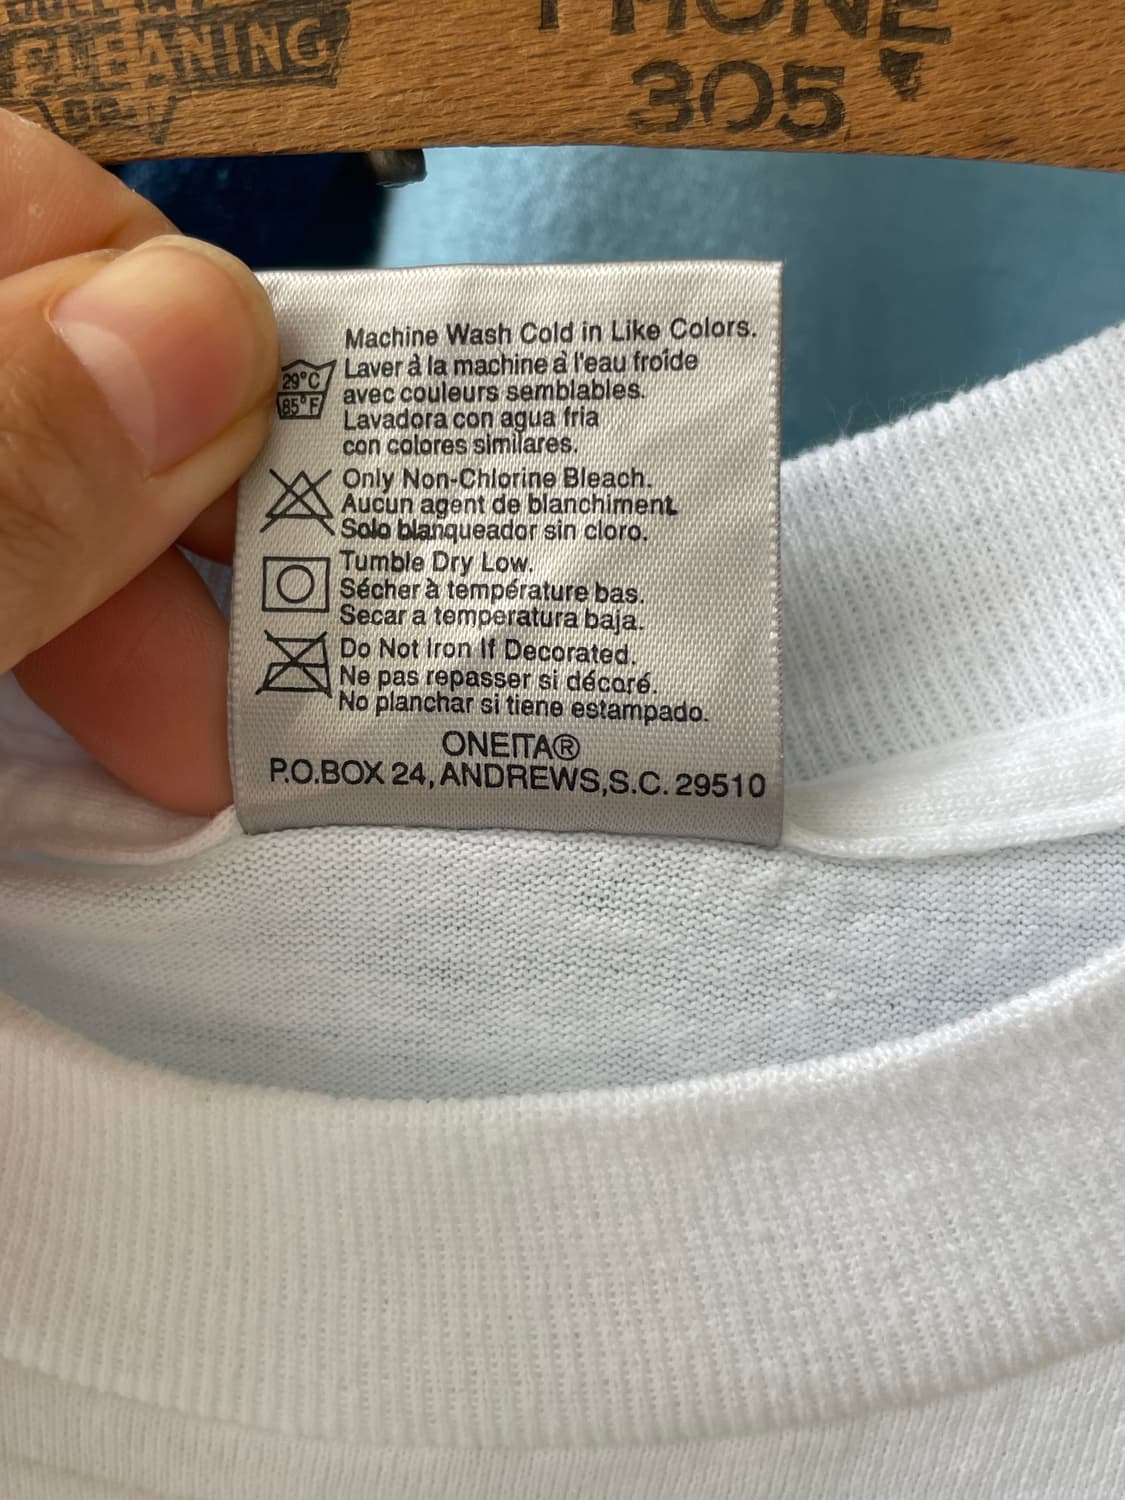 CLEANING
PHONE
305
Machine Wash Cold in Like Colors.
29°C
85°F
Laver à la machine à l'eau froide
avec couleurs semblables.
Lavadora con agua fria
con colores similares.
Only Non-Chlorine Bleach.
Aucun agent de blanchiment
Solo blanqueador sin cloro.
Tumble Dry Low.
Sécher à température bas.
Secar a temperatura baja.
Do Not Iron If Decorated.
Ne pas repasser si décoré.
No planchar si tiene estampado.
ONEITA®
P.O.BOX 24, ANDREWS,S.C. 29510